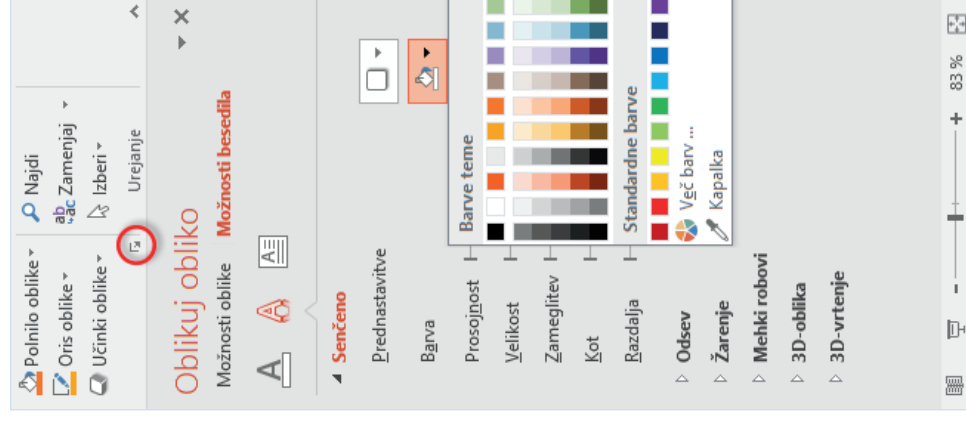 Polnilo oblike
Oris oblike
Učinki oblike
Najdi
Zamenjaj
Izberi
Urejanje
Oblikuj obliko
Možnosti oblike
Možnosti besedila
Senčeno
Prednastavitve
Barva
Prosojnost
Velikost
Zameglitev
Kot
Razdalja
Barve teme
Standardne barve
Več barv ...
Kapalka
Odsev
Žarenje
Mehki robovi
3D-oblika
3D-vrtenje
83 %